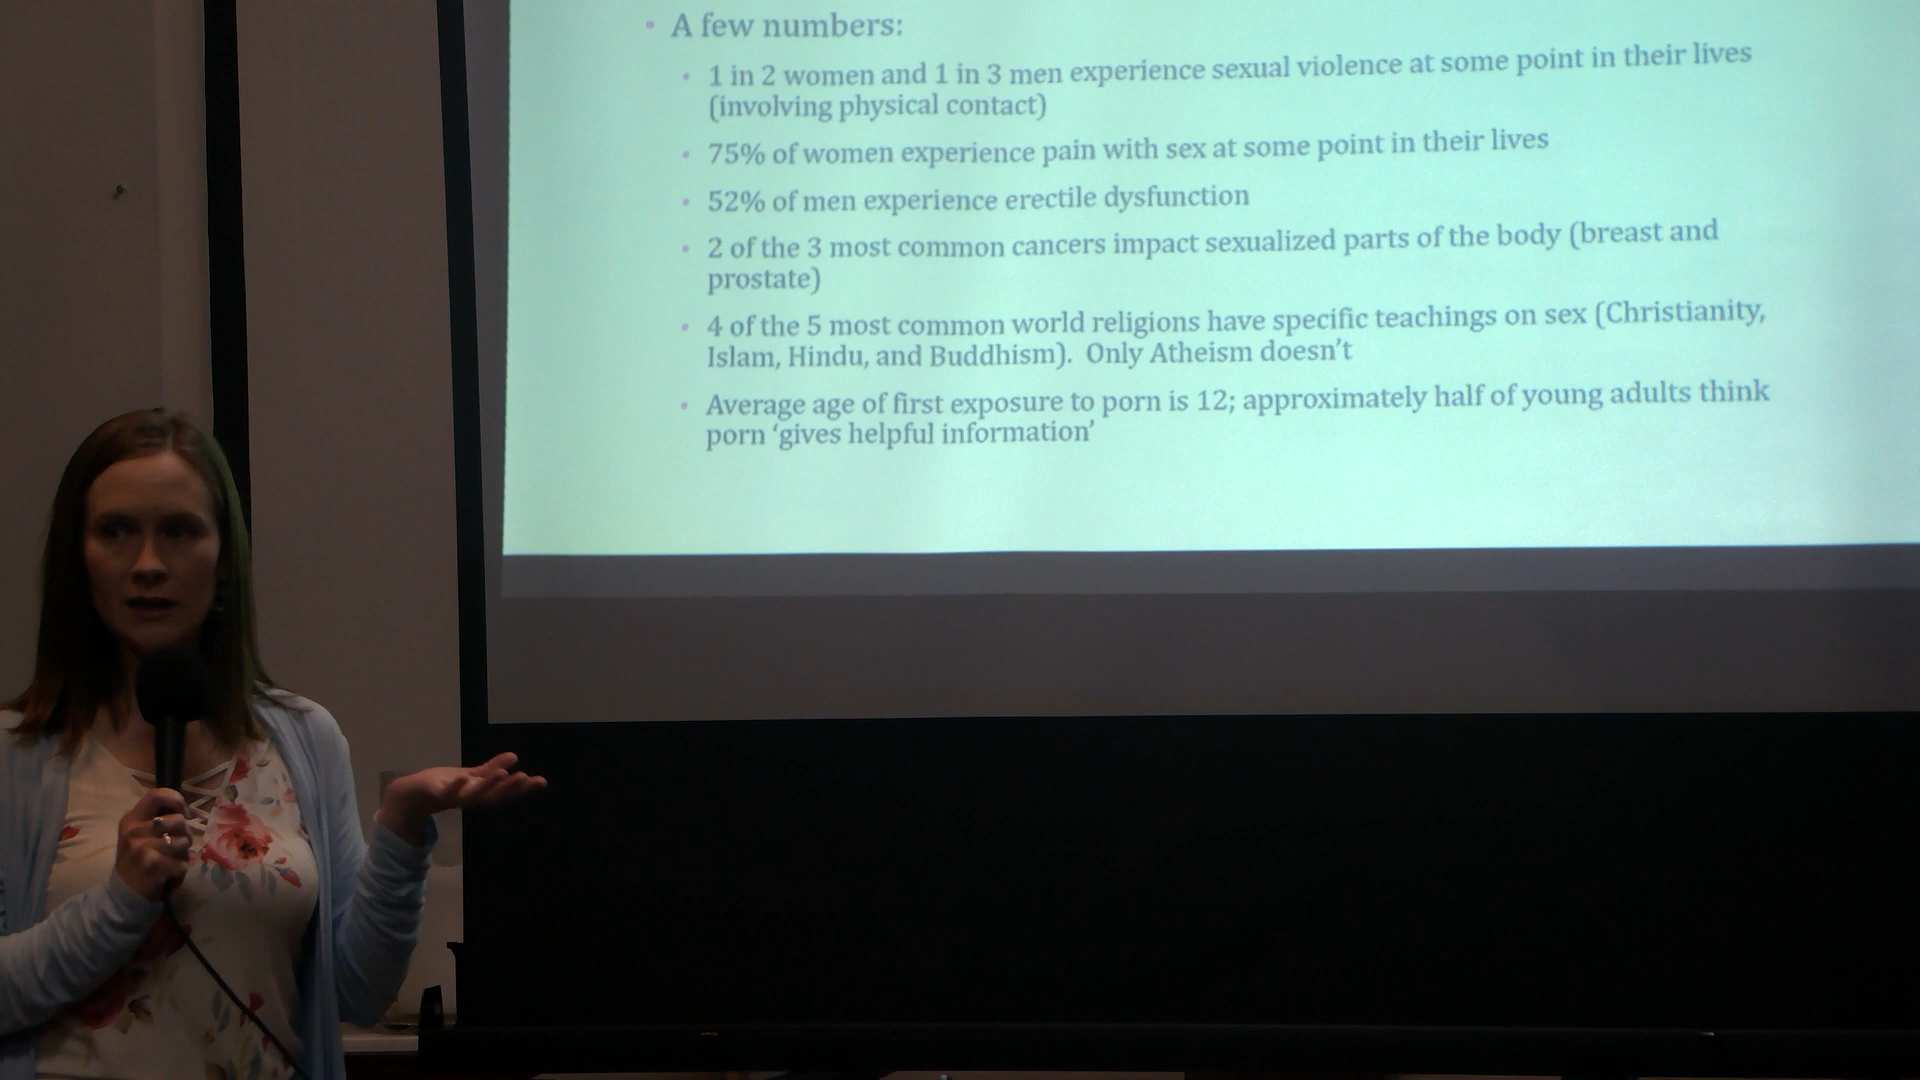 • A few numbers:
• 1 in 2 women and 1 in 3 men experience sexual violence at some point in their lives
(involving physical contact)
• 75% of women experience pain with sex at some point in their lives
• 52% of men experience erectile dysfunction
• 2 of the 3 most common cancers impact sexualized parts of the body (breast and
prostate)
• 4 of the 5 most common world religions have specific teachings on sex (Christianity,
Islam, Hindu, and Buddhism).  Only Atheism doesn’t
• Average age of first exposure to porn is 12; approximately half of young adults think
porn ‘gives helpful information’